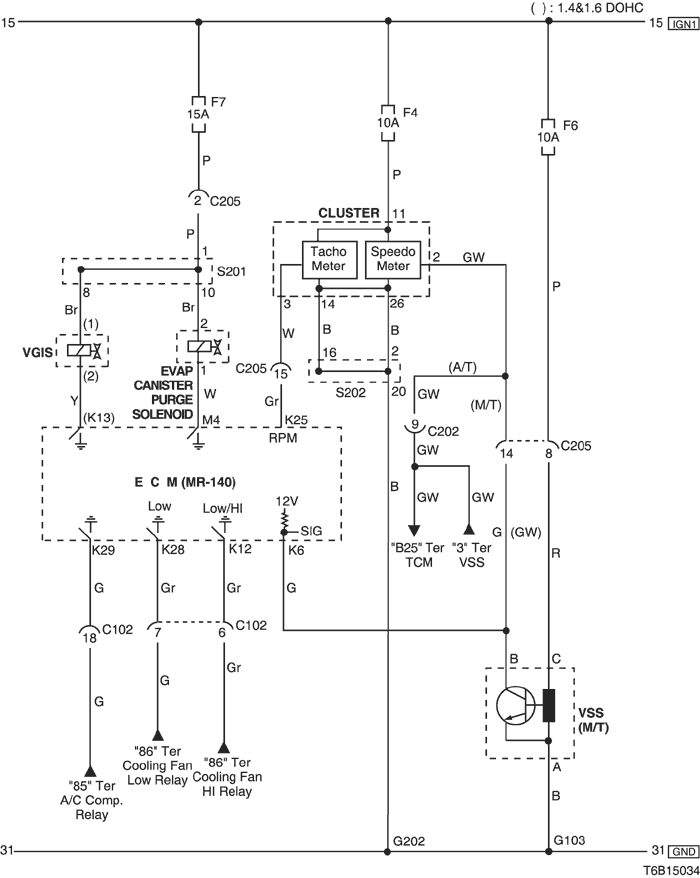 ( ) : 1.4&1.6 DOHC
15
15 IGN1
F7
15A
F4
10A
F6
10A
P
P
2 C205
CLUSTER 11
P
1
Tacho
Meter
Speedo
Meter
2 GW
S201
8
10
P
3
14
26
Br
(1)
Br
2
W
B
B
VGIS
(2)
16
2
C205
15
EVAP
CANISTER
PURGE
SOLENOID
1
W
S202
20
(A/T)
GW
(M/T)
Y
Gr
(K13)
M4
K25
RPM
9
C202
C205
14
8
GW
E C M (MR-140)
Low
Low/HI
12V
SIG
B
GW
GW
G
(GW)
K29
K28
K12
K6
"B25" Ter
TCM
"3" Ter
VSS
R
G
Gr
Gr
G
C102
18
7
6
C102
B
C
G
G
Gr
VSS
(M/T)
"86" Ter
Cooling Fan
Low Relay
"86" Ter
Cooling Fan
HI Relay
"85" Ter
A/C Comp.
Relay
A
B
31
G202
G103
31 GND
T6B15034